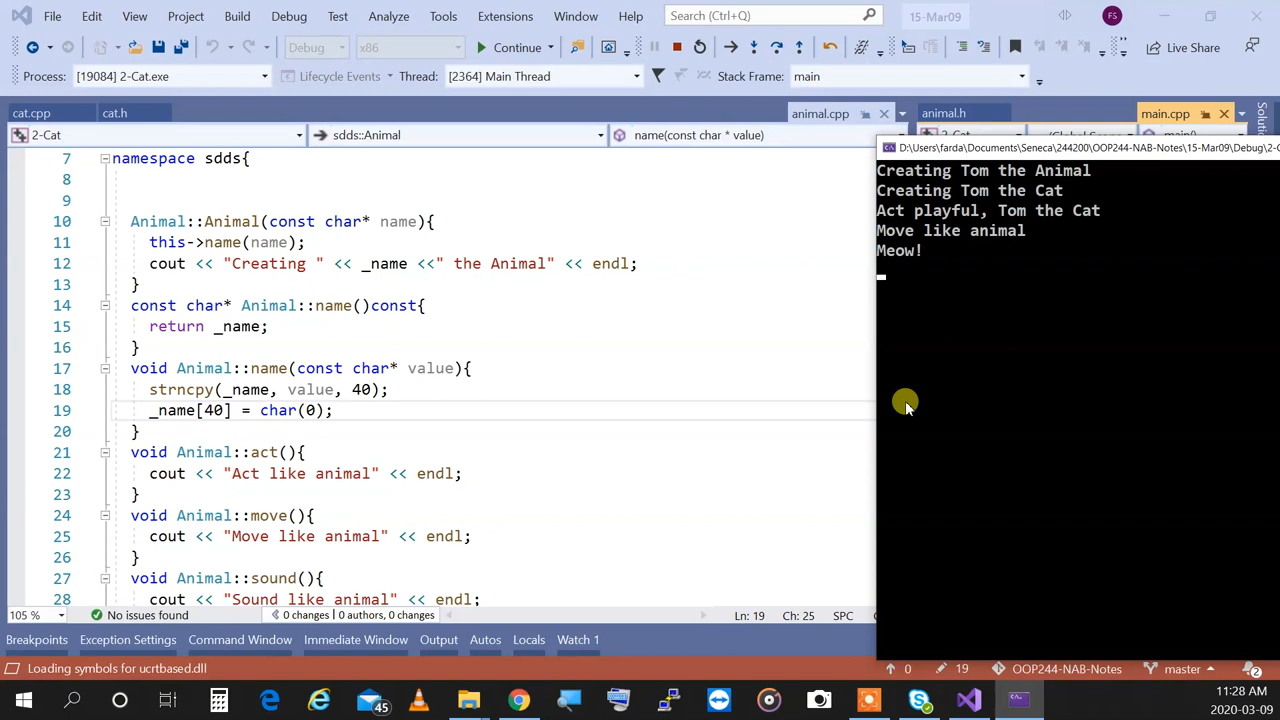 File Edit View Project Build Debug Test Analyze Tools Extensions Window Help Search (Ctrl+Q) 15-Mar09 FS
Debug x86 Continue Live Share
Process: [19084] 2-Cat.exe Lifecycle Events Thread: [2364] Main Thread Stack Frame: main
cat.cpp cat.h animal.cpp animal.h main.cpp
2-Cat sdds::Animal name(const char * value) 2-Cat
D:\Users\farda\Documents\Seneca\244200\OOP244-NAB-Notes\15-Mar09\Debug\2-C
7 namespace sdds{
8
9
10 Animal::Animal(const char* name){
11 this->name(name);
12 cout << "Creating " << _name <<" the Animal" << endl;
13 }
14 const char* Animal::name()const{
15 return _name;
16 }
17 void Animal::name(const char* value){
18 strncpy(_name, value, 40);
19 _name[40] = char(0);
20 }
21 void Animal::act(){
22 cout << "Act like animal" << endl;
23 }
24 void Animal::move(){
25 cout << "Move like animal" << endl;
26 }
27 void Animal::sound(){
28 cout << "Sound like animal" << endl;
Creating Tom the Animal
Creating Tom the Cat
Act playful, Tom the Cat
Move like animal
Meow!
105 % No issues found 0 changes | 0 authors, 0 changes Ln: 19 Ch: 25 SPC
Breakpoints Exception Settings Command Window Immediate Window Output Autos Locals Watch 1
Loading symbols for ucrtbased.dll 0 19 OOP244-NAB-Notes master 2
45 11:28 AM
2020-03-09